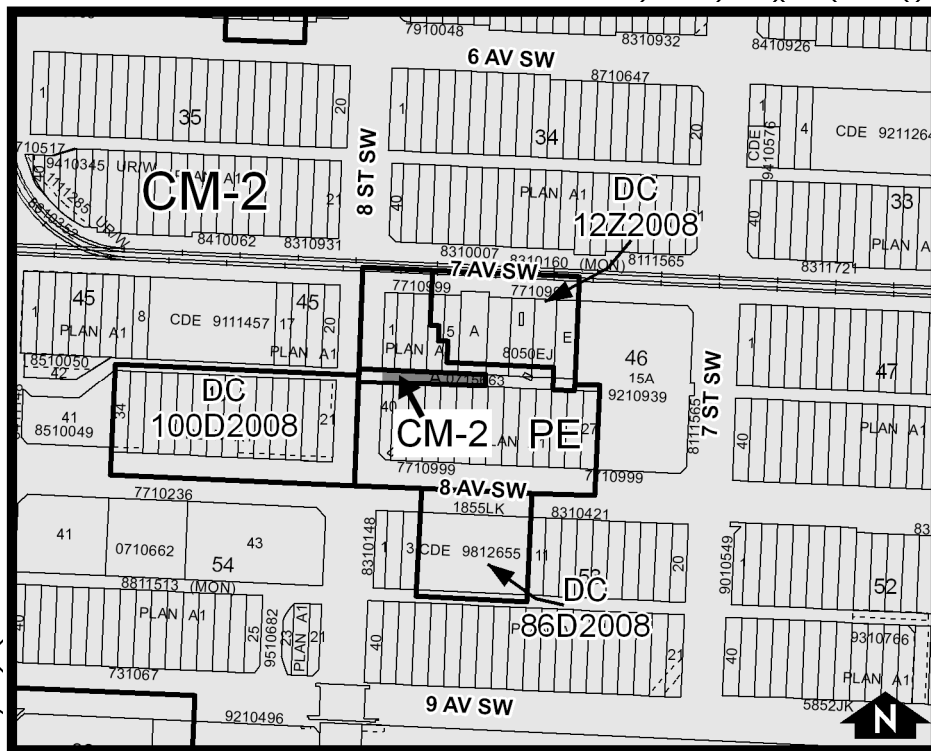 7910048
8310932
8410926
6 AV SW
8710647
1
35
20
1
34
20
1
4
CDE 9211264
CDE
9410576
8 ST SW
710517
9410345
UR/W
PLAN A1
40
1111285
UR/W
8610252
CM-2
21
40
PLAN A1
DC
12Z2008
40
33
PLAN A
8410062
8310931
8310007
8310160 (MON)
8111565
8311721
7 AV SW
7710999
1
45
PLAN A1
8
CDE 9111457
17
45
20
PLAN A1
1
5
A
PLAN A
8050EJ
E
46
15A
9210939
1
47
7 ST SW
8111565
8510050
42
41
8510049
34
DC
100D2008
21
40
CM-2
PE
27
40
PLAN A1
7710999
7710999
7710236
8 AV SW
1855LK
8310421
41
0710662
43
54
8811513 (MON)
8310148
1
3
CDE 9812655
11
20
9010549
1
52
DC
86D2008
40
PLAN A1
25
9510682
23
PLAN A1
21
40
21
40
9310766
PLAN A1
731067
9 AV SW
5852JK
9210496
N